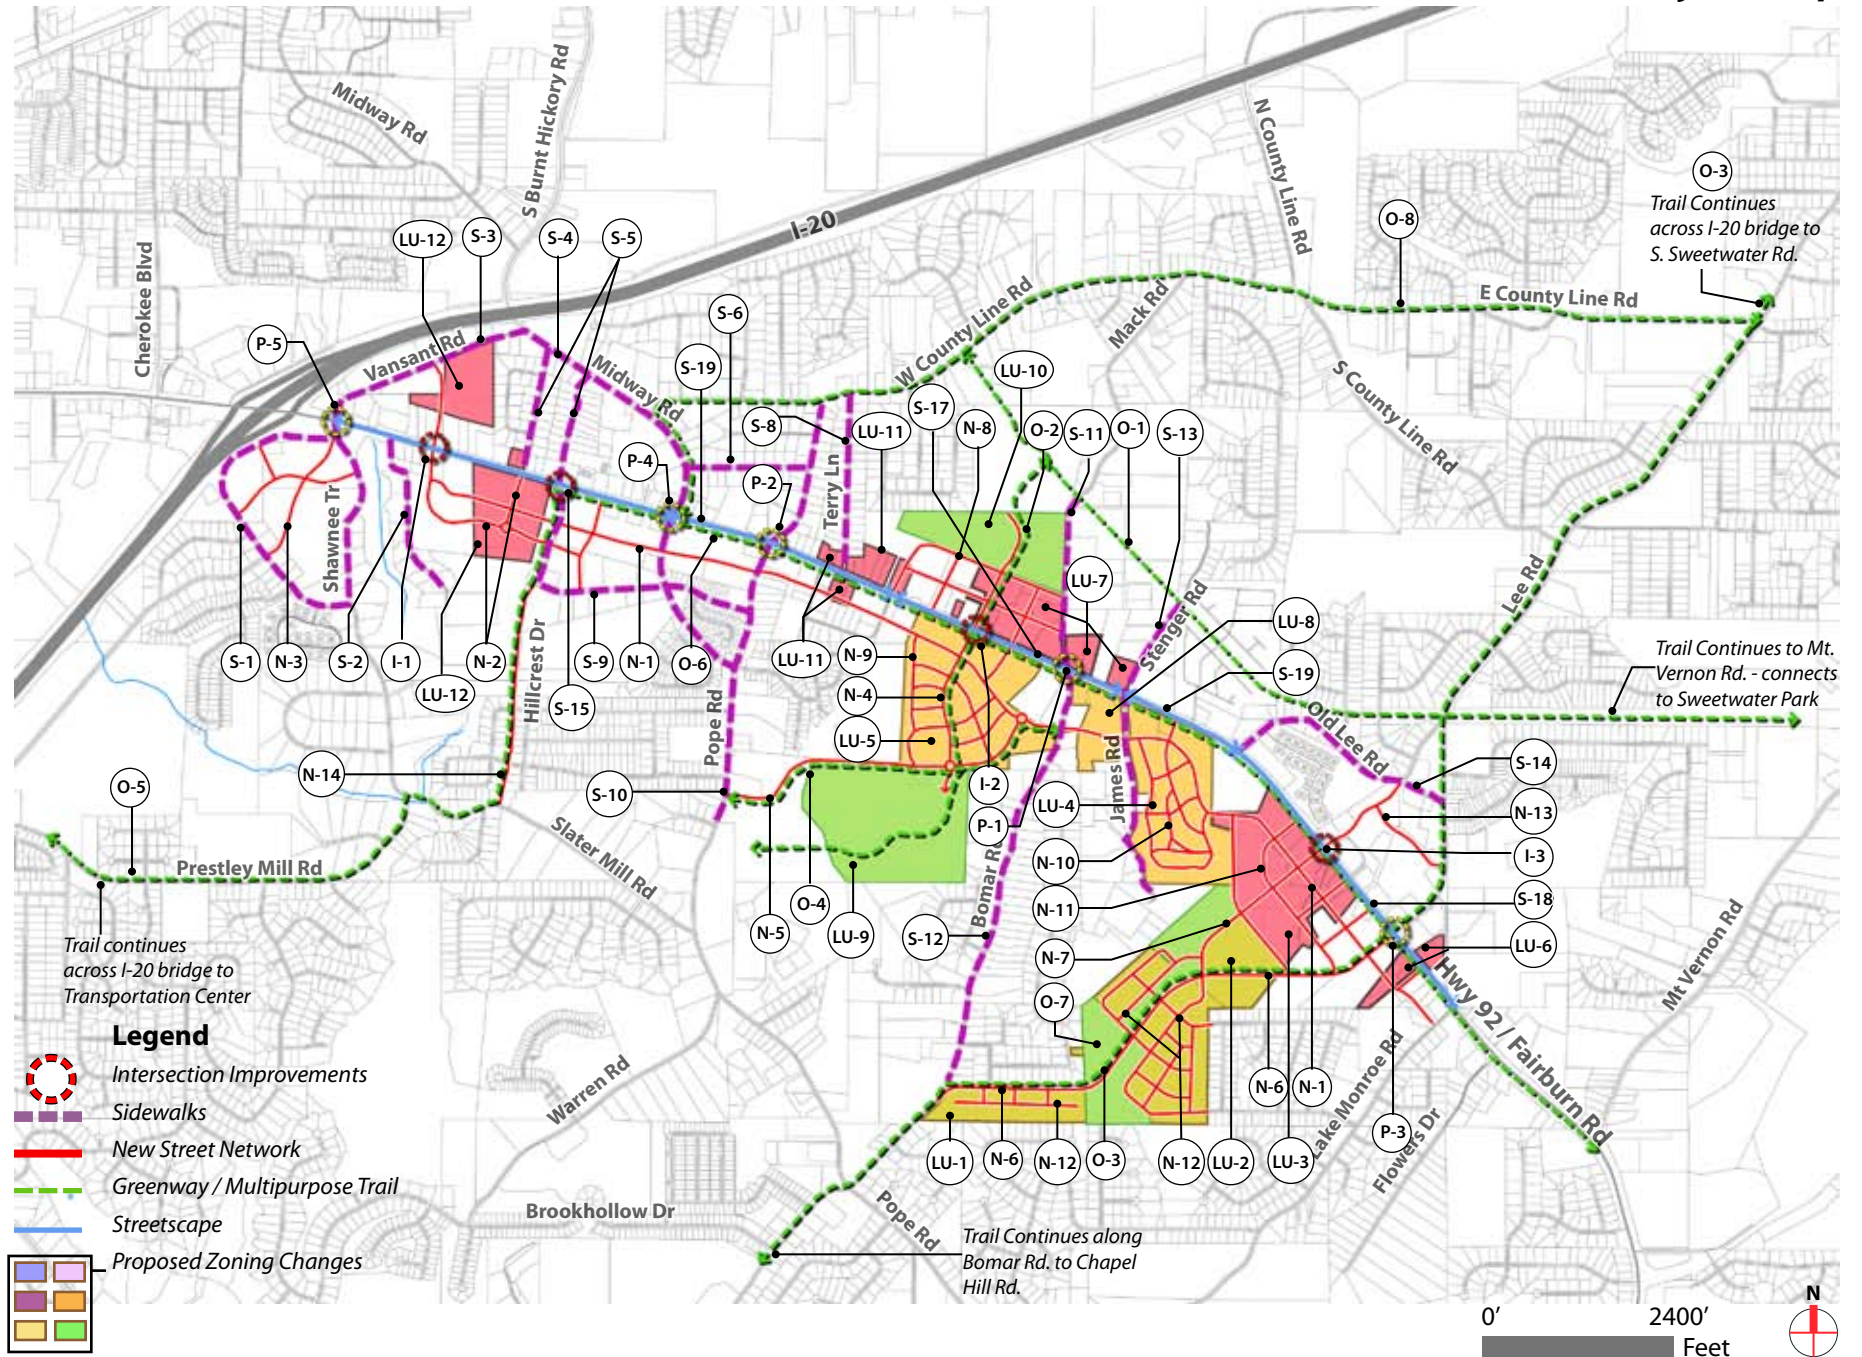 Midway Rd
S Burnt Hickory Rd
N County Line Rd
O-3
Trail Continues
across I-20 bridge to
S. Sweetwater Rd.
O-8
I-20
LU-12
S-3
S-4
S-5
Cherokee Blvd
E County Line Rd
W County Line Rd
Mack Rd
S-6
P-5
Vansant Rd
Midway Rd
S-19
LU-10
S County Line Rd
S-17
S-8
LU-11
N-8
O-2
S-11
O-1
S-13
P-4
P-2
Terry Ln
Shawnee Tr
Lee Rd
LU-7
Stenger Rd
LU-8
S-1
N-3
S-2
I-1
N-2
LU-12
Hillcrest Dr
S-15
S-9
N-1
O-6
LU-11
N-9
N-4
LU-5
S-19
Trail Continues to Mt.
Vernon Rd. - connects
to Sweetwater Park
Pope Rd
Old Lee Rd
James Rd
N-14
S-10
I-2
P-1
LU-4
S-14
N-13
O-5
Slater Mill Rd
Bomar Rd
N-10
I-3
Prestley Mill Rd
N-11
S-18
N-5
O-4
LU-9
S-12
N-7
LU-6
Mt Vernon Rd
Trail continues
across I-20 bridge to
Transportation Center
O-7
Hwy 92 / Fairburn Rd
Legend
Intersection Improvements
Sidewalks
New Street Network
Greenway / Multipurpose Trail
Streetscape
Proposed Zoning Changes
Warren Rd
N-6
N-1
Lake Monroe Rd
P-3
Flowers Dr
LU-1
N-6
N-12
O-3
N-12
LU-2
LU-3
Brookhollow Dr
Pope Rd
Trail Continues along
Bomar Rd. to Chapel
Hill Rd.
N
0' 2400'
Feet